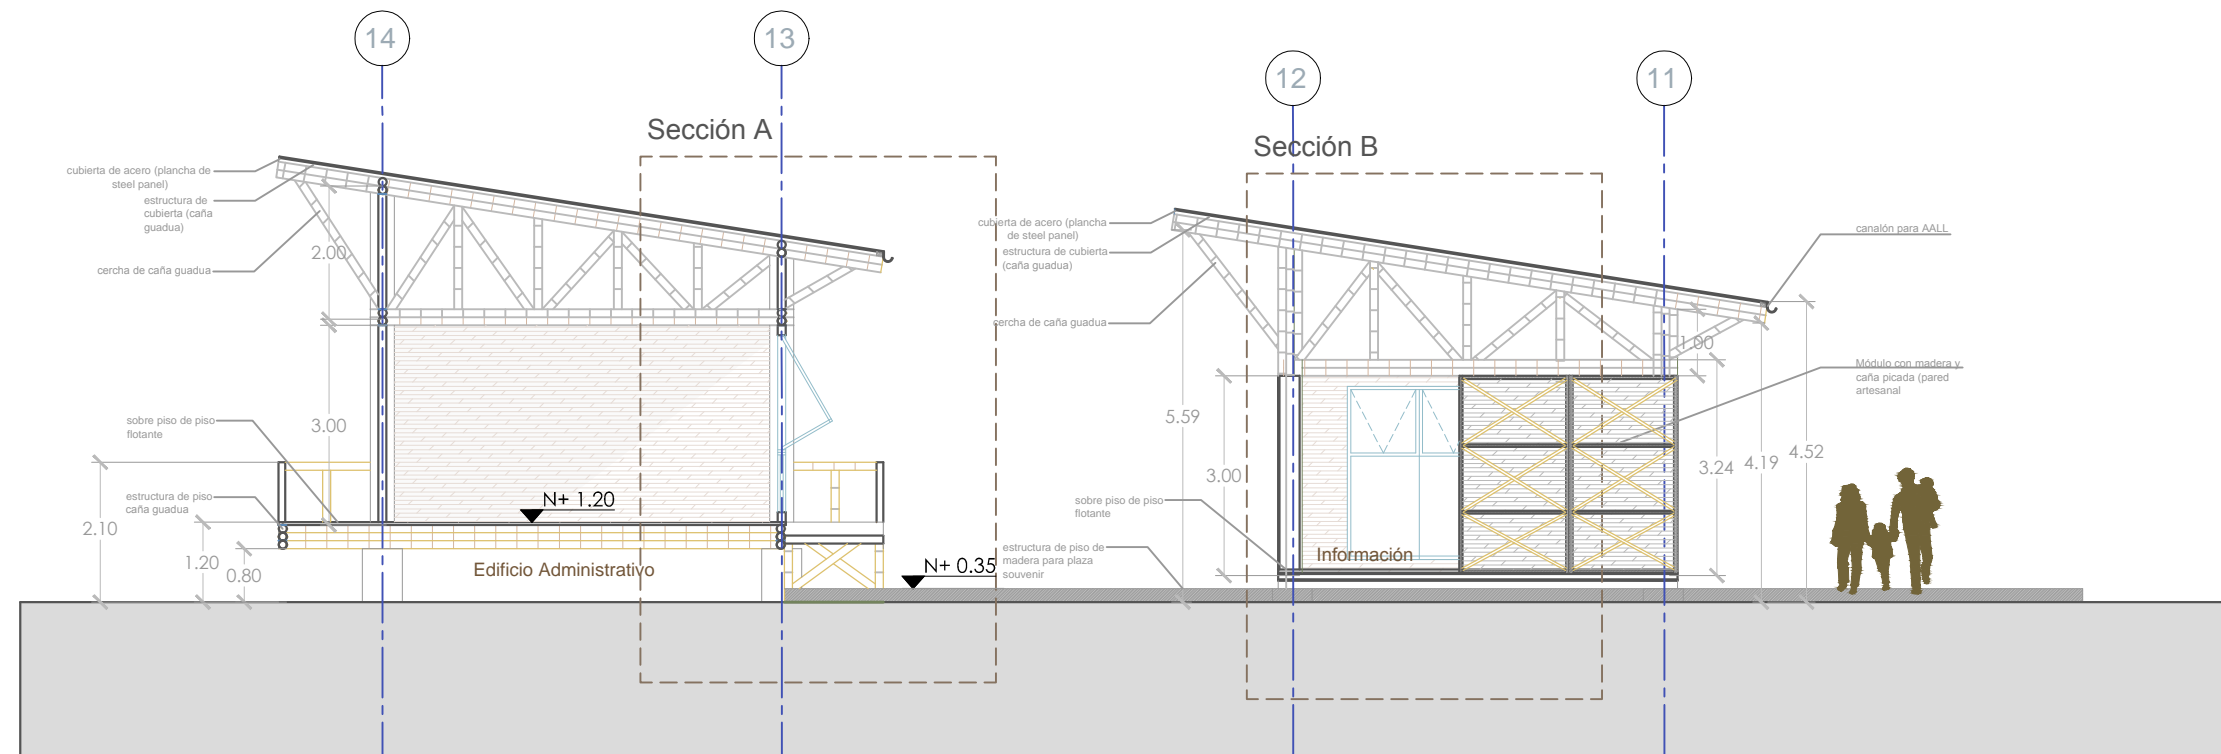 14
13
12
11
Sección A
Sección B
cubierta de acero (plancha de
steel panel)
estructura de
cubierta (caña
guadua)
cercha de caña guadua
2.00
3.00
sobre piso de piso
flotante
estructura de piso
caña guadua
2.10
1.20
0.80
N+ 1.20
Edificio Administrativo
N+ 0.35
cubierta de acero (plancha
de steel panel)
estructura de cubierta
(caña guadua)
cercha de caña guadua
5.59
3.00
sobre piso de piso
flotante
estructura de piso de
madera para plaza
souvenir
Información
canalón para AALL
1.00
Módulo con madera y
caña picada (pared
artesanal
3.24
4.19
4.52